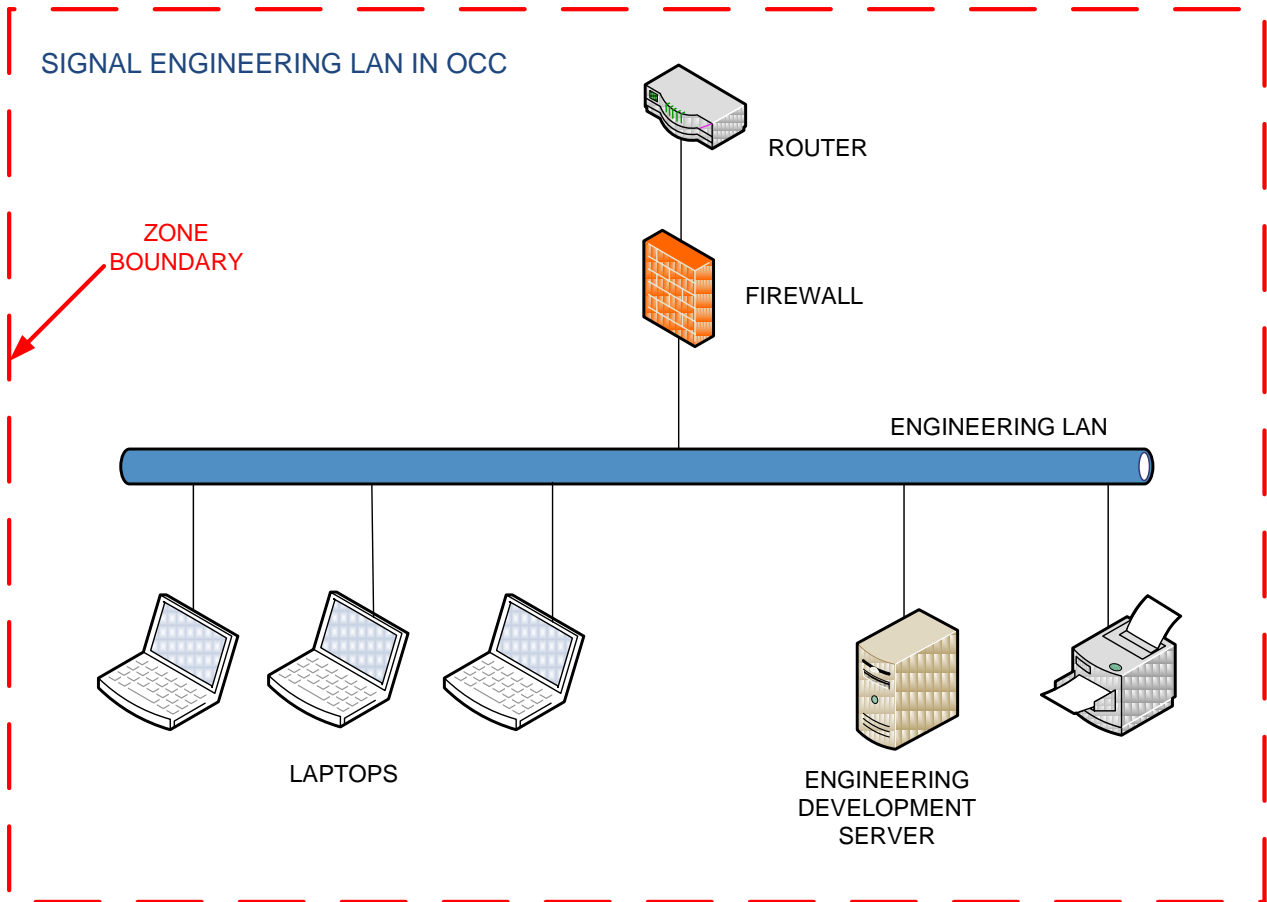 SIGNAL ENGINEERING LAN IN OCC
ROUTER
ZONE
BOUNDARY
FIREWALL
ENGINEERING LAN
LAPTOPS
ENGINEERING
DEVELOPMENT
SERVER